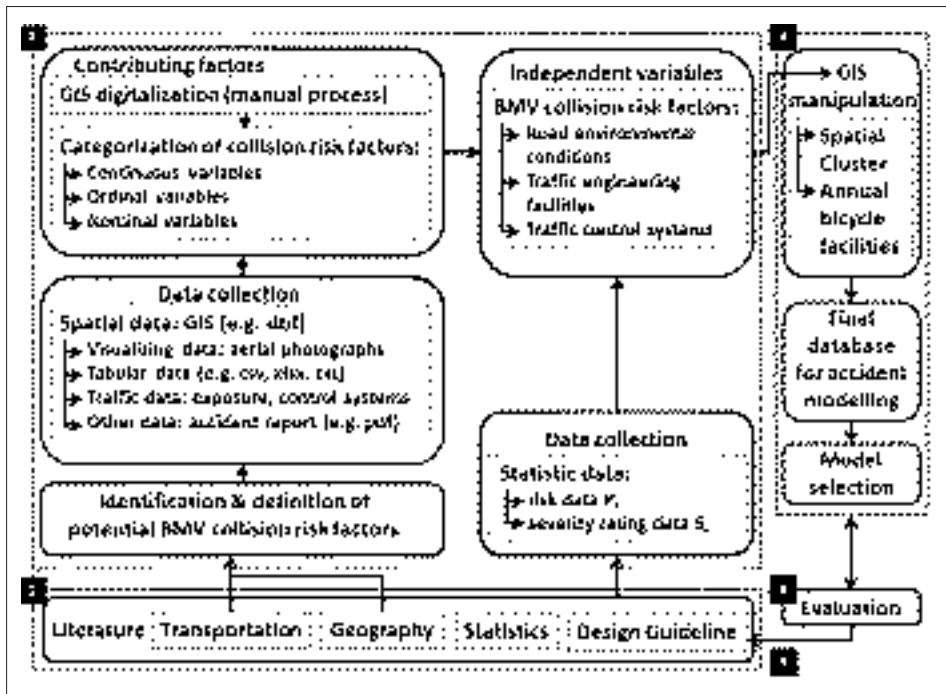 Contributing factors
GIS digitalization (manual process)
Categorization of collision risk factors:
Continuous variables
Ordinal variables
Nominal variables
Independent variables
BMV collision risk factors:
Road environmental
conditions
Traffic engineering
facilities
Traffic control systems
GIS
manipulation
Spatial
Cluster
Annual
bicycle
facilities
Data collection
Spatial data: GIS (e.g. dxf)
Visualizing data: aerial photographs
Tabular data (e.g. csv, xlsx, txt)
Traffic data: exposure, control systems
Other data: accident report (e.g. pdf)
Final
database
for accident
modelling
Data collection
Statistic data:
risk data
severity rating data
Model
selection
Identification & definition of
potential BMV collision risk factors
Evaluation
Literature Transportation Geography Statistics Design Guideline